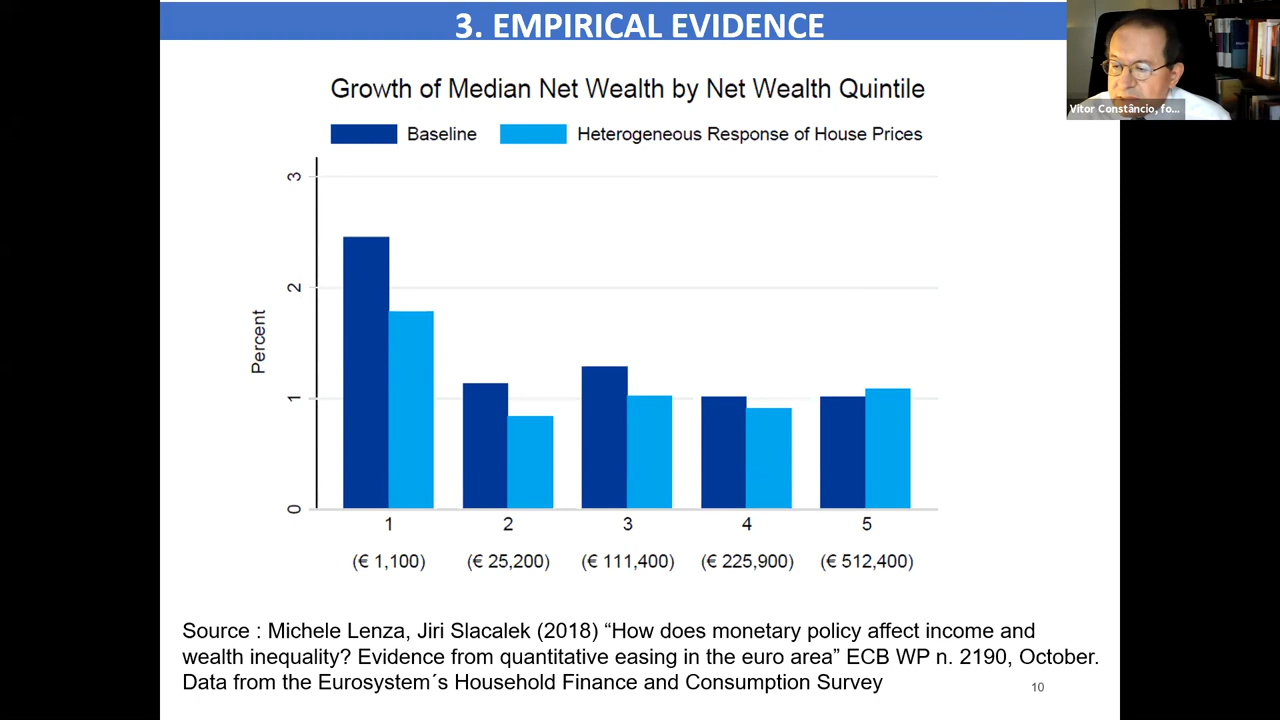 3. EMPIRICAL EVIDENCE
Vítor Constâncio, fo...
Growth of Median Net Wealth by Net Wealth Quintile
Baseline
Heterogeneous Response of House Prices
3
2
1
0
Percent
1 2 3 4 5
(€ 1,100) (€ 25,200) (€ 111,400) (€ 225,900) (€ 512,400)
Source : Michele Lenza, Jiri Slacalek (2018) “How does monetary policy affect income and
wealth inequality? Evidence from quantitative easing in the euro area” ECB WP n. 2190, October.
Data from the Eurosystem´s Household Finance and Consumption Survey
10